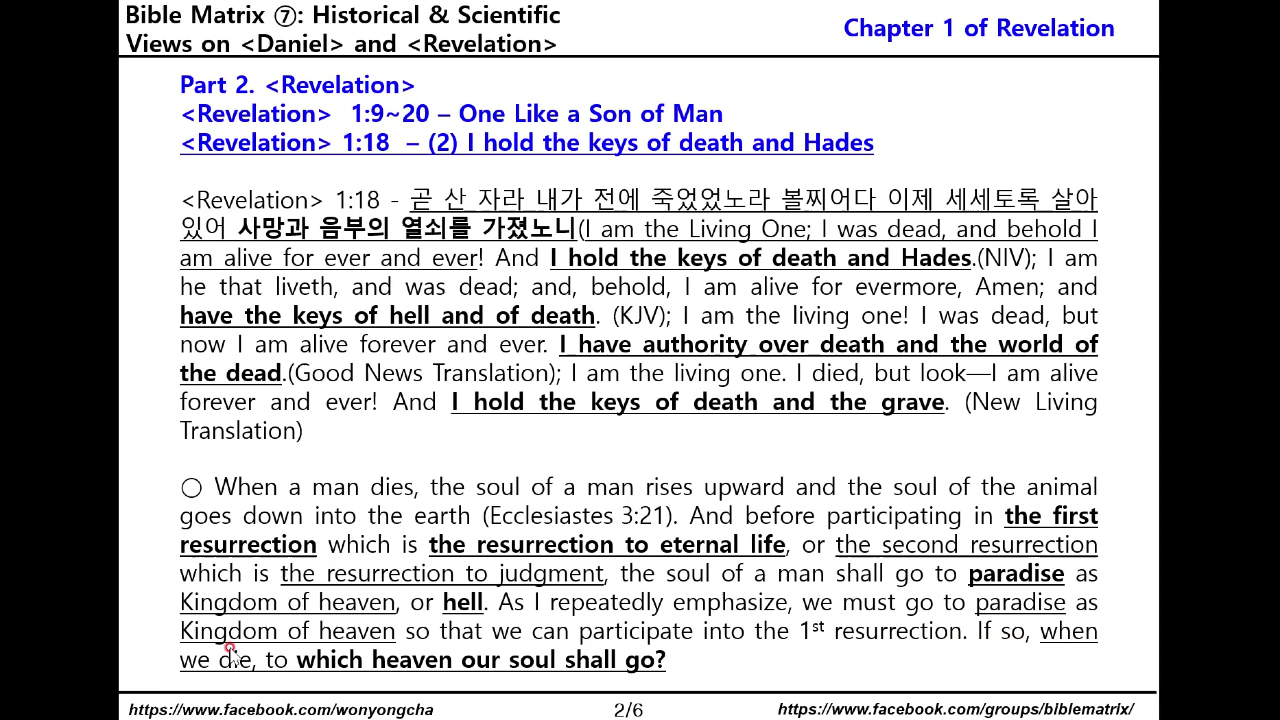 Bible Matrix ⑦: Historical & Scientific
Views on <Daniel> and <Revelation>
Chapter 1 of Revelation
Part 2. <Revelation>
<Revelation> 1:9~20 – One Like a Son of Man
<Revelation> 1:18 – (2) I hold the keys of death and Hades
<Revelation> 1:18 - 곧 산 자라 내가 전에 죽었었노라 볼찌어다 이제 세세토록 살아
있어 사망과 음부의 열쇠를 가졌노니(I am the Living One; I was dead, and behold I
am alive for ever and ever! And I hold the keys of death and Hades.(NIV); I am
he that liveth, and was dead; and, behold, I am alive for evermore, Amen; and
have the keys of hell and of death. (KJV); I am the living one! I was dead, but
now I am alive forever and ever. I have authority over death and the world of
the dead.(Good News Translation); I am the living one. I died, but look—I am alive
forever and ever! And I hold the keys of death and the grave. (New Living
Translation)
○ When a man dies, the soul of a man rises upward and the soul of the animal
goes down into the earth (Ecclesiastes 3:21). And before participating in the first
resurrection which is the resurrection to eternal life, or the second resurrection
which is the resurrection to judgment, the soul of a man shall go to paradise as
Kingdom of heaven, or hell. As I repeatedly emphasize, we must go to paradise as
Kingdom of heaven so that we can participate into the 1st resurrection. If so, when
we die, to which heaven our soul shall go?
https://www.facebook.com/wonyongcha
2/6
https://www.facebook.com/groups/biblematrix/